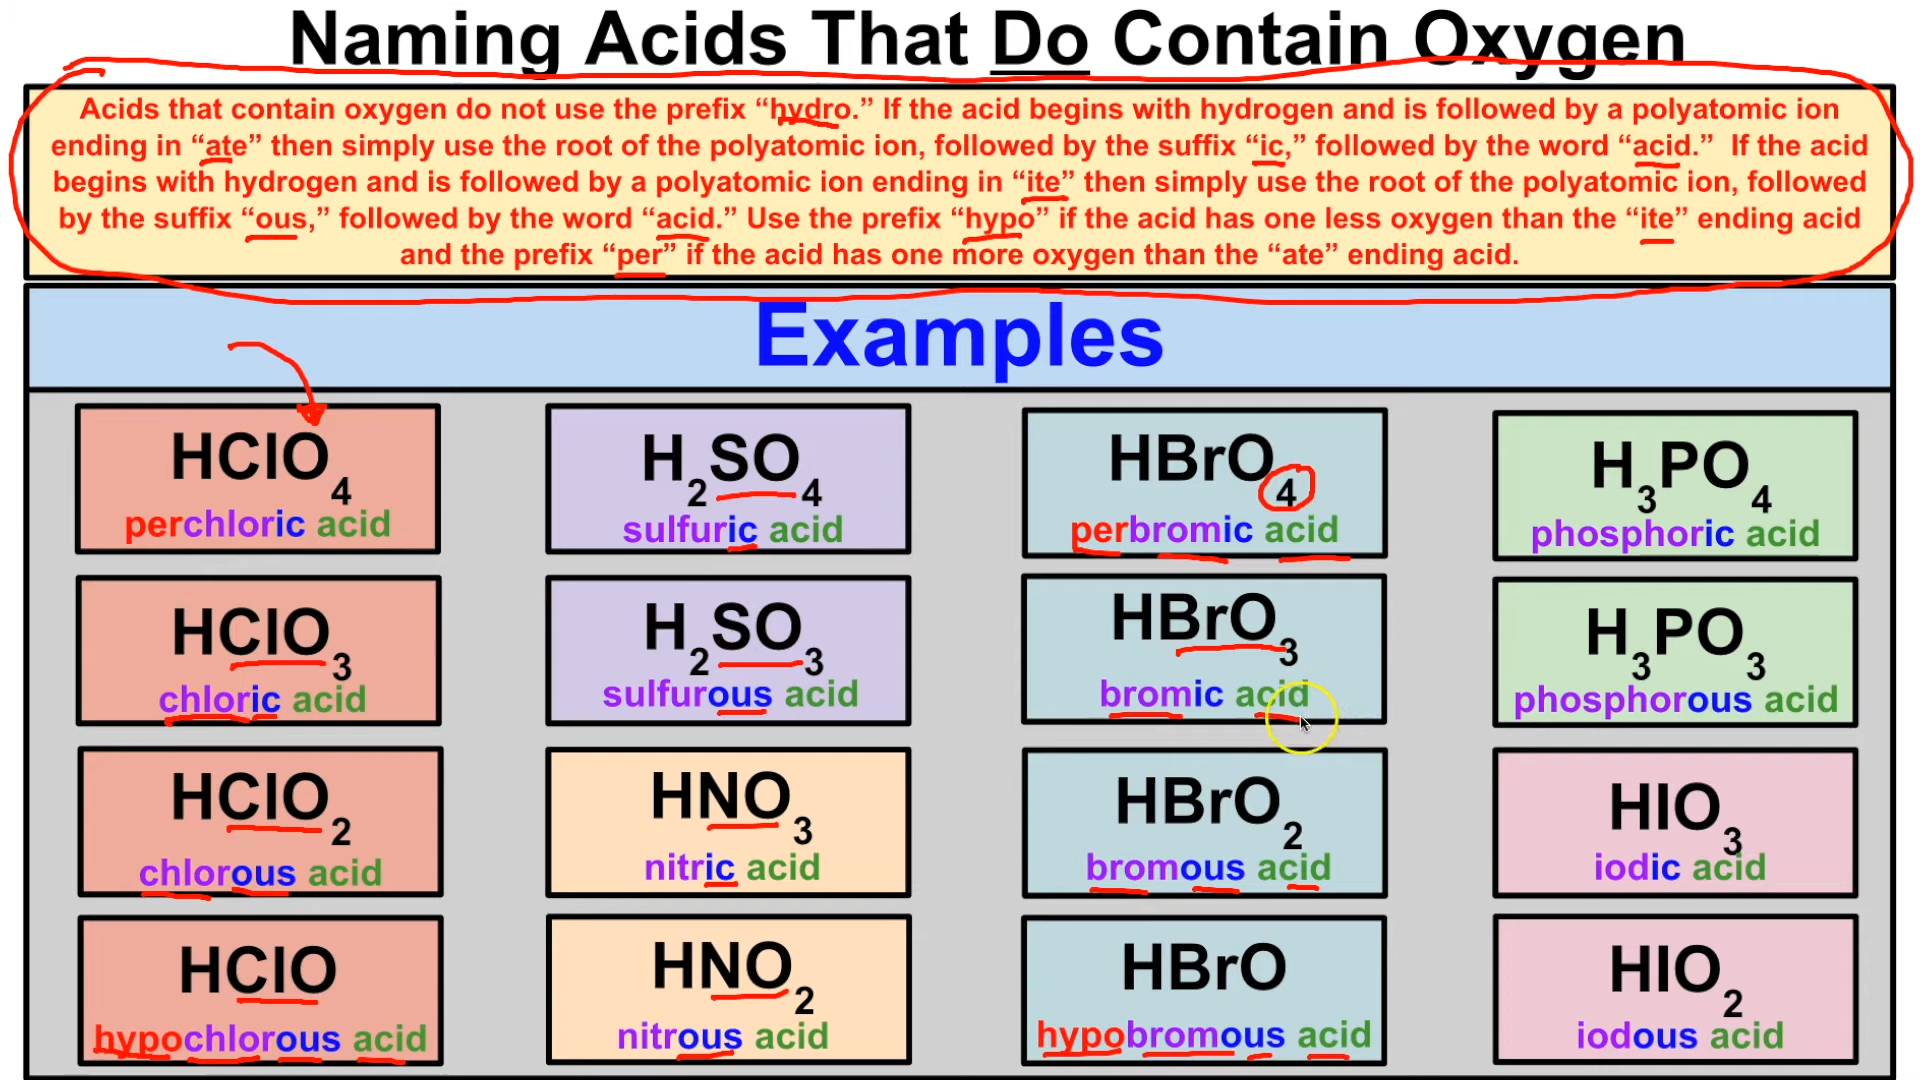 Naming Acids That Do Contain Oxygen
Acids that contain oxygen do not use the prefix “hydro.” If the acid begins with hydrogen and is followed by a polyatomic ion
ending in “ate” then simply use the root of the polyatomic ion, followed by the suffix “ic,” followed by the word “acid.” If the acid
begins with hydrogen and is followed by a polyatomic ion ending in “ite” then simply use the root of the polyatomic ion, followed
by the suffix “ous,” followed by the word “acid.” Use the prefix “hypo” if the acid has one less oxygen than the “ite” ending acid
and the prefix “per” if the acid has one more oxygen than the “ate” ending acid.
Examples
HClO₄
perchloric acid
H₂SO₄
sulfuric acid
HBrO₄
perbromic acid
H₃PO₄
phosphoric acid
HClO₃
chloric acid
H₂SO₃
sulfurous acid
HBrO₃
bromic acid
H₃PO₃
phosphorous acid
HClO₂
chlorous acid
HNO₃
nitric acid
HBrO₂
bromous acid
HIO₃
iodic acid
HClO
hypochlorous acid
HNO₂
nitrous acid
HBrO
hypobromous acid
HIO₂
iodous acid